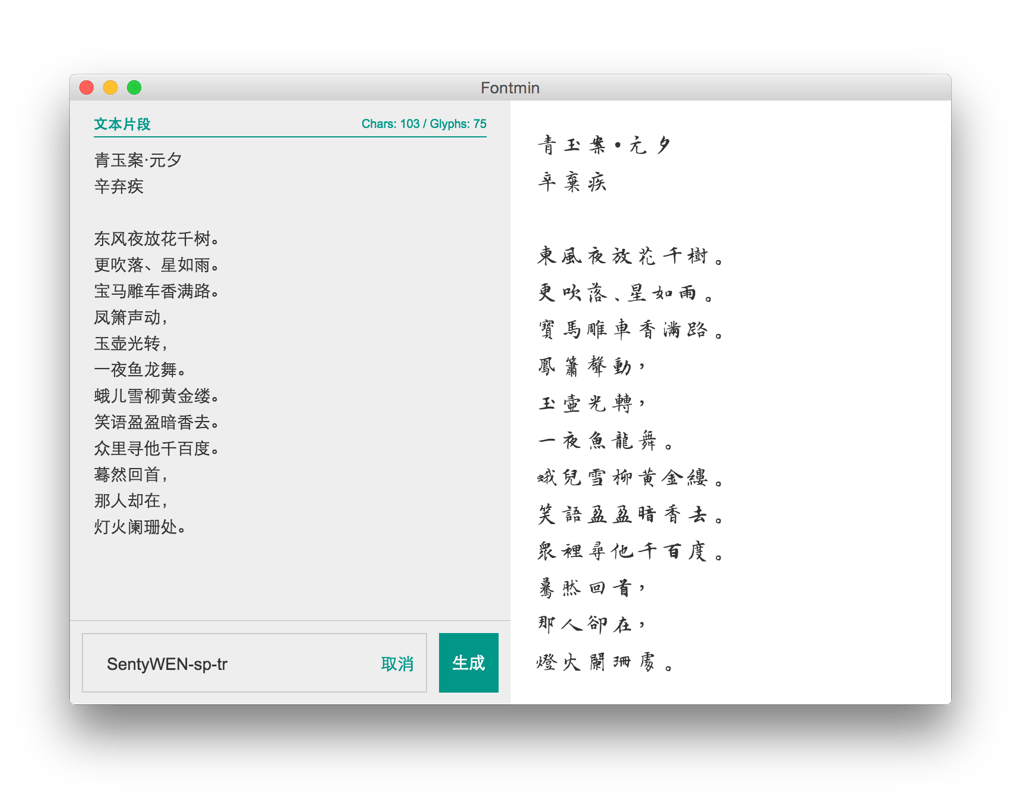 Fontmin
文本片段
Chars: 103 / Glyphs: 75
青玉案·元夕
辛弃疾
东风夜放花千树。
更吹落、星如雨。
宝马雕车香满路。
凤箫声动，
玉壶光转，
一夜鱼龙舞。
蛾儿雪柳黄金缕。
笑语盈盈暗香去。
众里寻他千百度。
蓦然回首，
那人却在，
灯火阑珊处。
SentyWEN-sp-tr
取消
生成
青玉案·元夕
辛棄疾
東風夜放花千樹。
更吹落、星如雨。
寶馬雕車香滿路。
鳳簫聲動，
玉壺光轉，
一夜魚龍舞。
蛾兒雪柳黃金縷。
笑語盈盈暗香去。
眾裡尋他千百度。
驀然回首，
那人卻在，
燈火闌珊處。